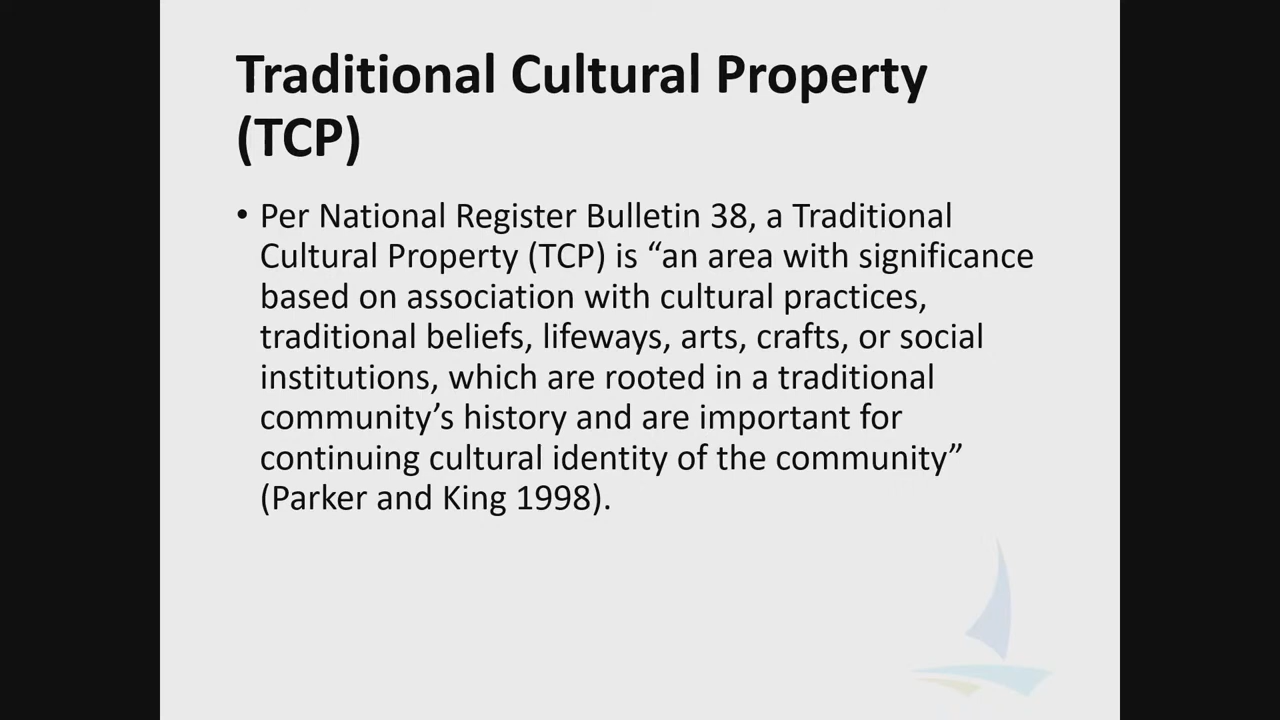 Traditional Cultural Property
(TCP)
• Per National Register Bulletin 38, a Traditional
Cultural Property (TCP) is “an area with significance
based on association with cultural practices,
traditional beliefs, lifeways, arts, crafts, or social
institutions, which are rooted in a traditional
community’s history and are important for
continuing cultural identity of the community”
(Parker and King 1998).